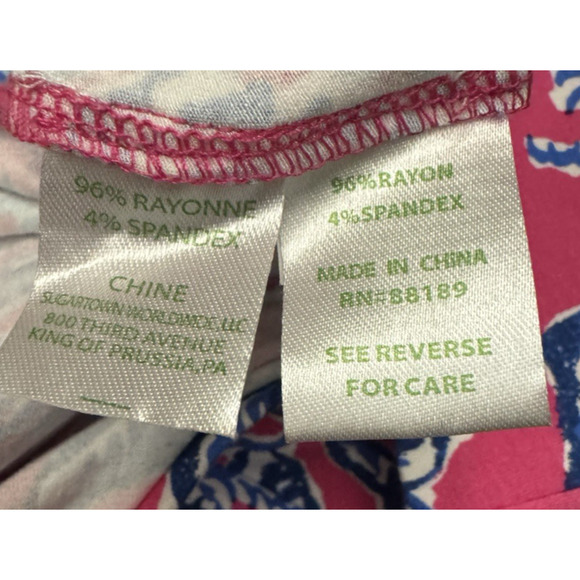 96% RAYONNE
4% SPANDEX
CHINE
SUGARTOWN WORLDWIDE, LLC
800 THIRD AVENUE
KING OF PRUSSIA,PA
96%RAYON
4%SPANDEX
MADE IN CHINA
RN#88189
SEE REVERSE
FOR CARE